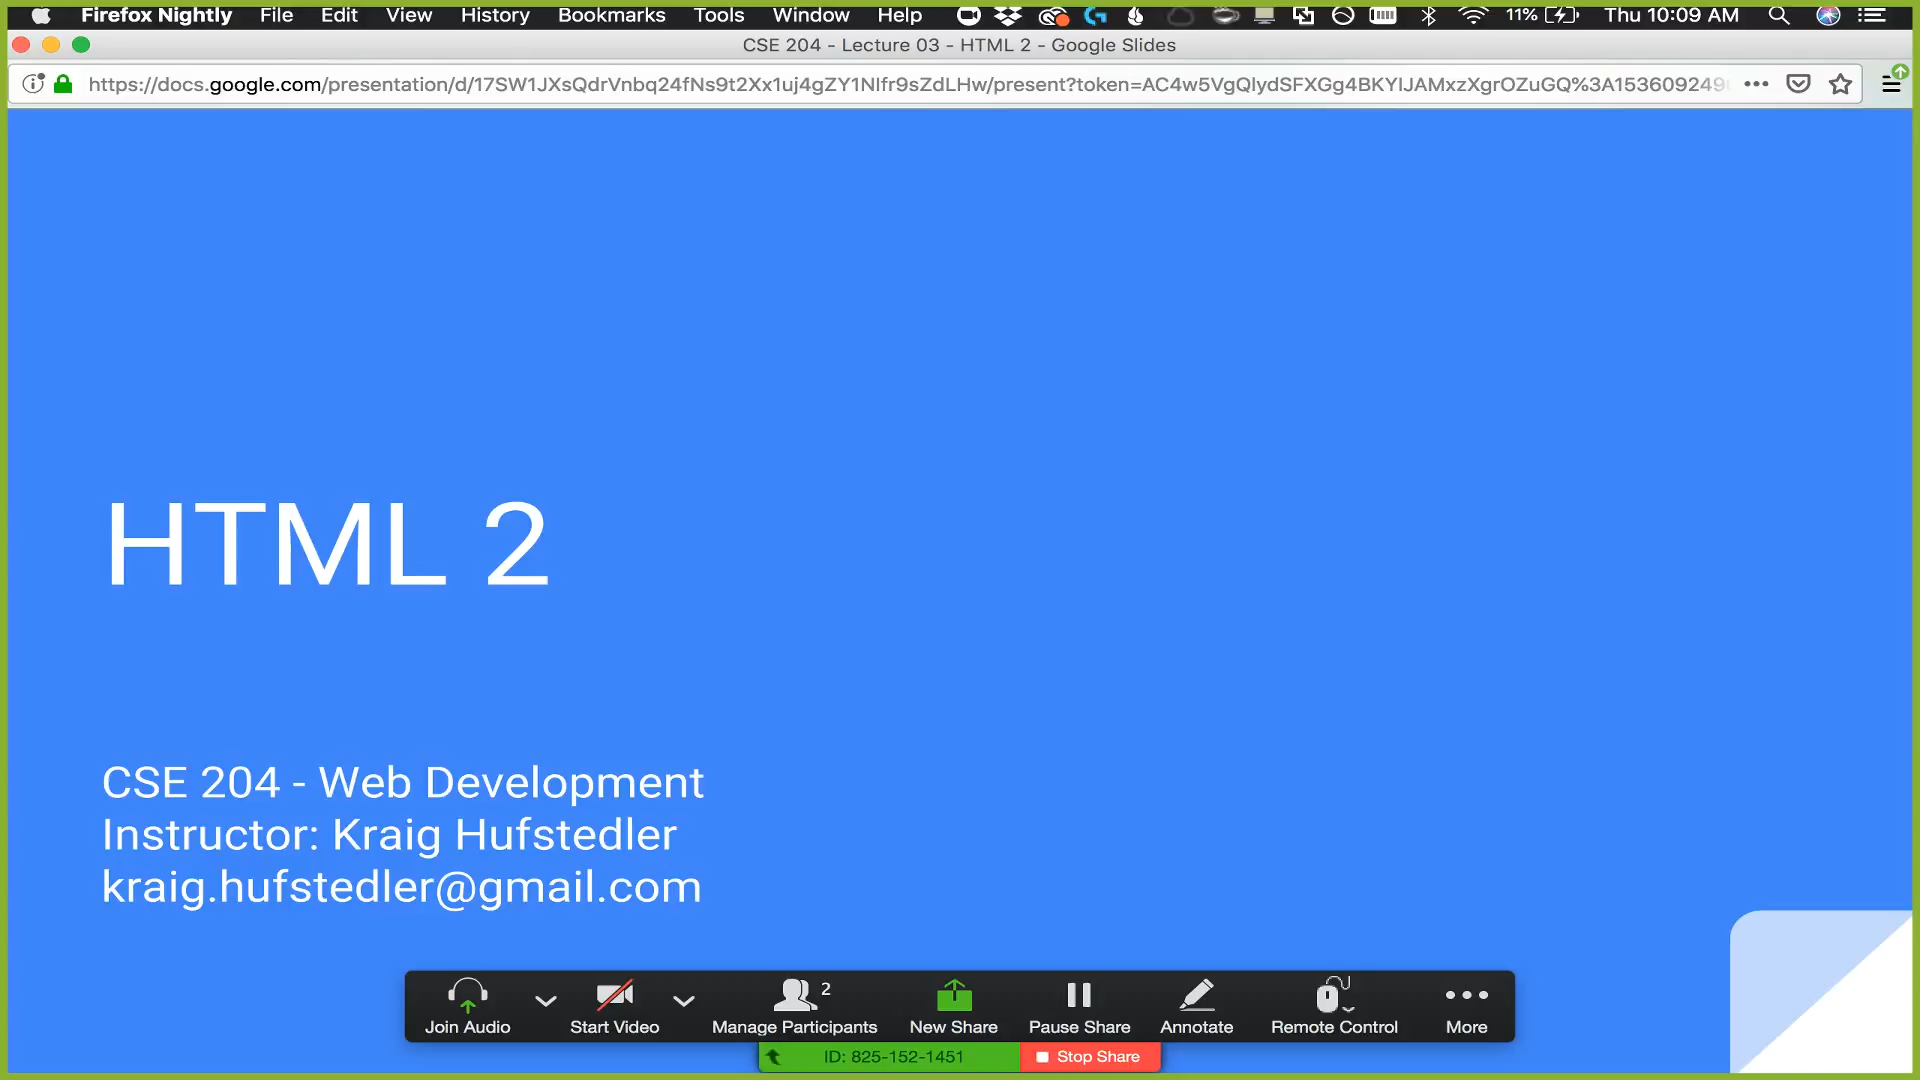 Firefox Nightly File Edit View History Bookmarks Tools Window Help 11% Thu 10:09 AM
CSE 204 - Lecture 03 - HTML 2 - Google Slides
https://docs.google.com/presentation/d/17SW1JXsQdrVnbq24fNs9t2Xx1uj4gZY1NIfr9sZdLHw/present?token=AC4w5VgQlydSFXGg4BKYIJAMxzXgrOZuGQ%3A153609249
HTML 2
CSE 204 - Web Development
Instructor: Kraig Hufstedler
kraig.hufstedler@gmail.com
2
Join Audio Start Video Manage Participants New Share Pause Share Annotate Remote Control More
ID: 825-152-1451 Stop Share